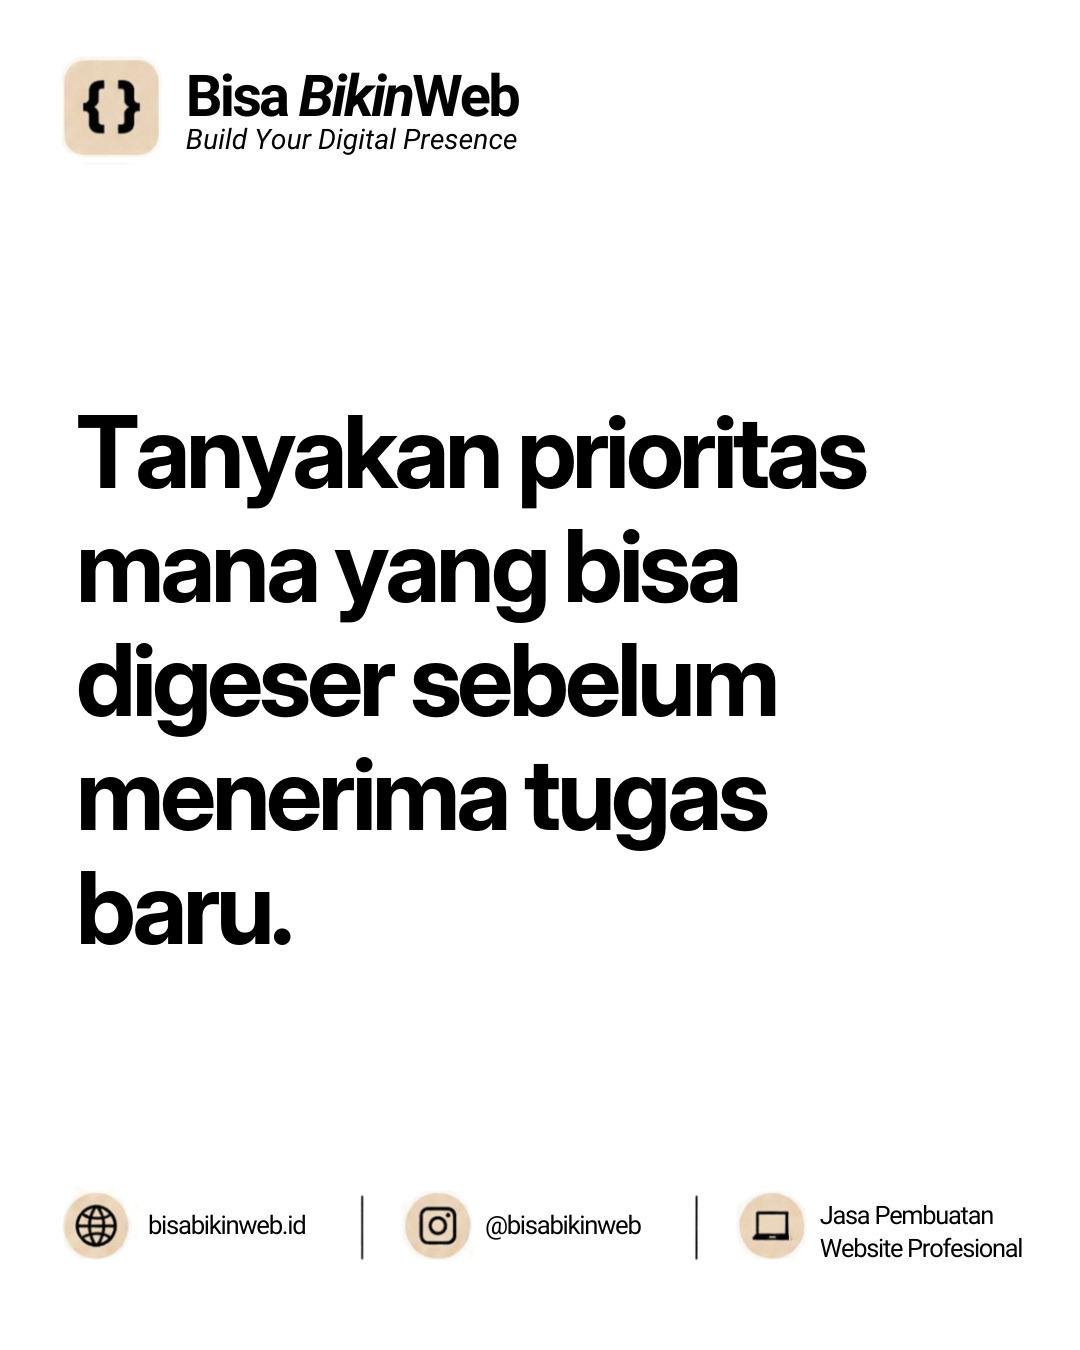 { }
Bisa BikinWeb
Build Your Digital Presence
Tanyakan prioritas
mana yang bisa
digeser sebelum
menerima tugas
baru.
bisabikinweb.id
@bisabikinweb
Jasa Pembuatan
Website Profesional